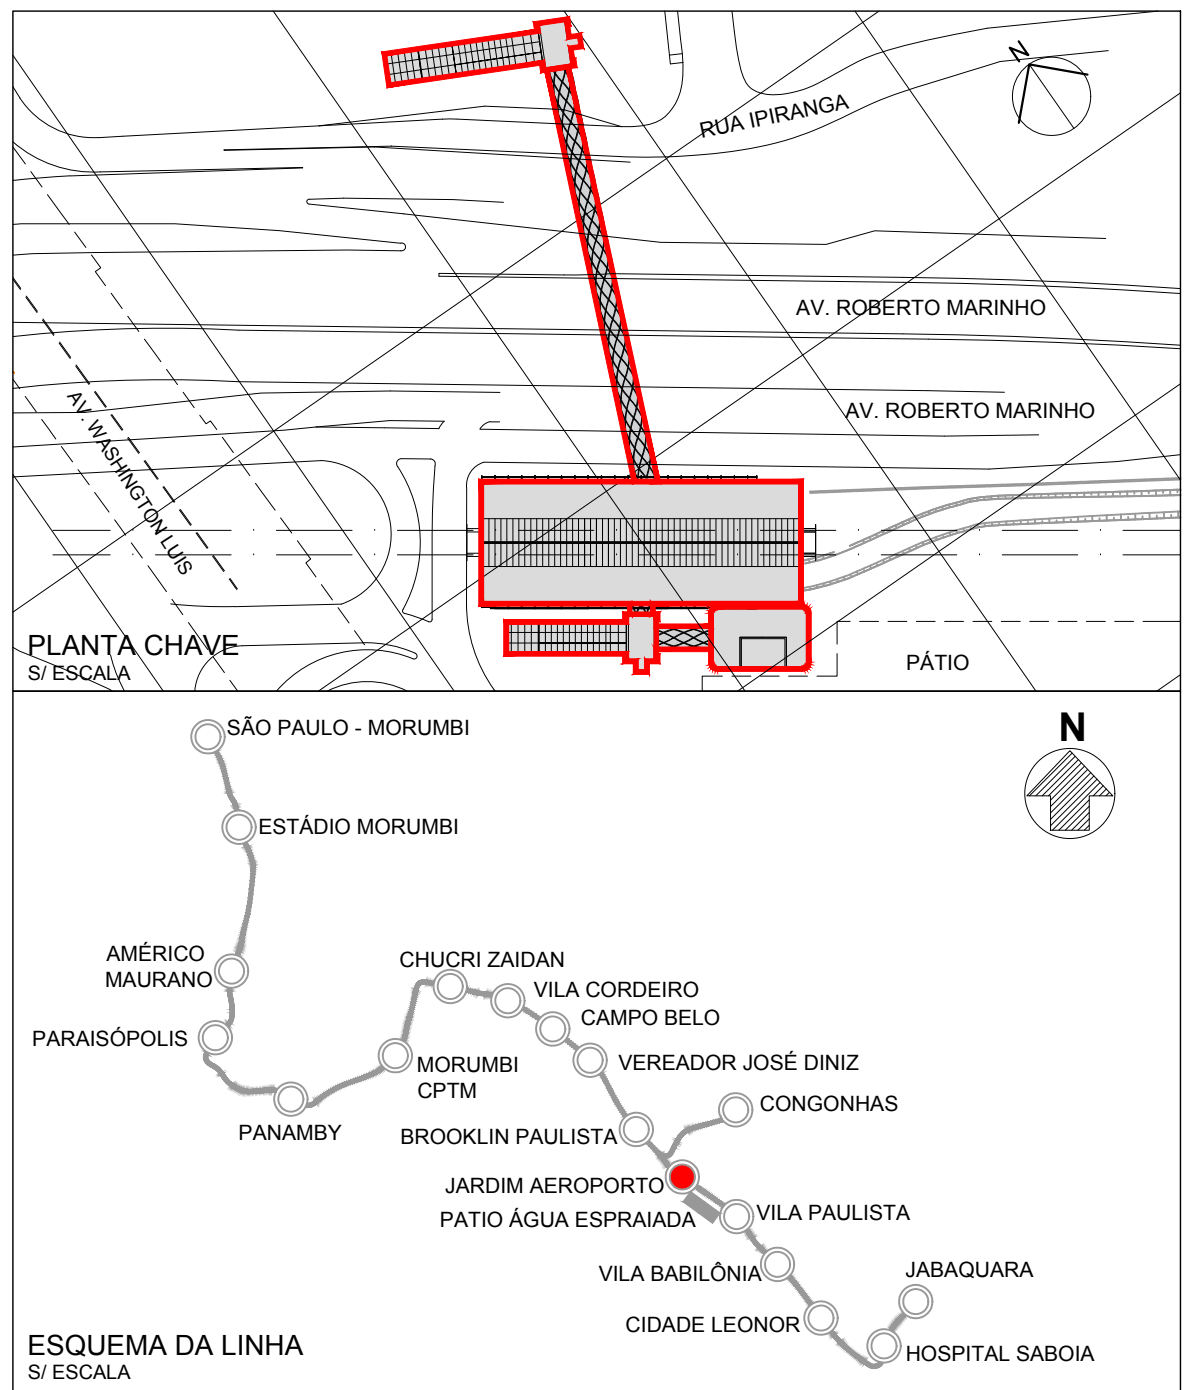 N
RUA IPIRANGA
AV. ROBERTO MARINHO
AV. ROBERTO MARINHO
AV. WASHINGTON LUIS
PLANTA CHAVE
S/ ESCALA
PÁTIO
SÃO PAULO - MORUMBI
N
ESTÁDIO MORUMBI
AMÉRICO
MAURANO
CHUCRI ZAIDAN
VILA CORDEIRO
CAMPO BELO
PARAISÓPOLIS
MORUMBI
CPTM
VEREADOR JOSÉ DINIZ
PANAMBY
CONGONHAS
BROOKLIN PAULISTA
JARDIM AEROPORTO
PATIO ÁGUA ESPRAIADA
VILA PAULISTA
VILA BABILÔNIA
JABAQUARA
CIDADE LEONOR
HOSPITAL SABOIA
ESQUEMA DA LINHA
S/ ESCALA